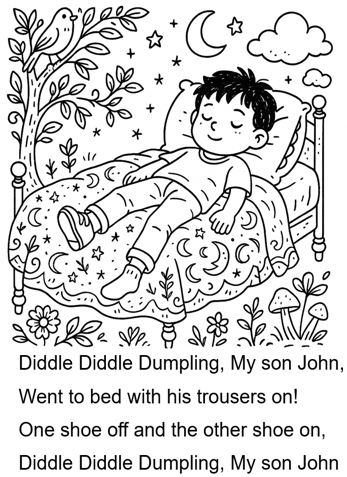 Diddle Diddle Dumpling, My son John,
Went to bed with his trousers on!
One shoe off and the other shoe on,
Diddle Diddle Dumpling, My son John